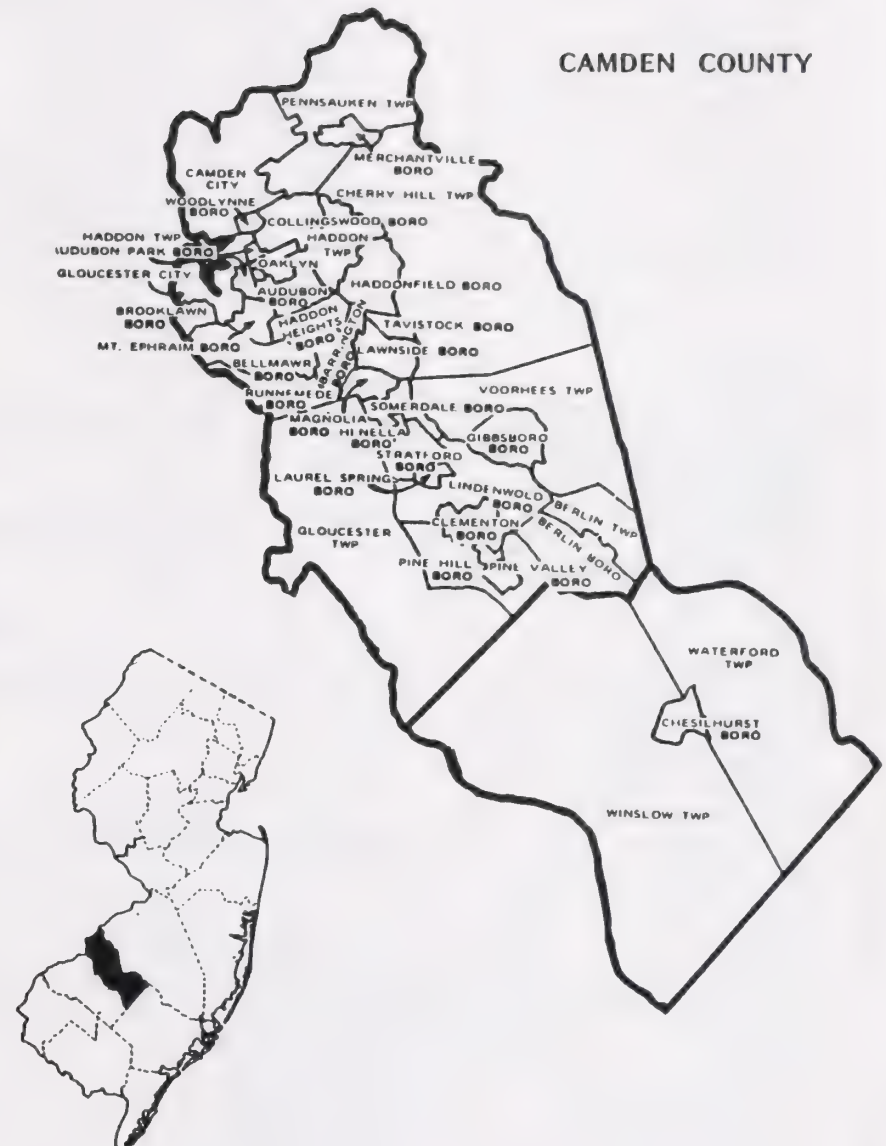 CAMDEN COUNTY
PENNSAUKEN TWP
MERCHANTVILLE
BORO
CAMDEN
CITY
CHERRY HILL TWP
WOODLYNNE
BORO
COLLINGSWOOD BORO
HADDON TWP
HADDON
TWP
UDUBON PARK BORO
OAKLYN
GLOUCESTER CITY
AUDUBON
BORO
HADDONFIELD BORO
BROOKLAWN
BORO
HADDON
HEIGHTS
BORO
BARRINGTON
BORO
TAVISTOCK BORO
MT. EPHRAIM BORO
LAWNSIDE BORO
BELLMAWR
BORO
VOORHEES TWP
RUNNEMEDE
BORO
SOMERDALE BORO
MAGNOLIA
BORO
HI NELLA
BORO
GIBBSBORO
BORO
STRATFORD
BORO
LAUREL SPRINGS
BORO
LINDENWOLD
BORO
BERLIN TWP
CLEMENTON
BORO
BERLIN BORO
GLOUCESTER
TWP
PINE HILL
BORO
PINE VALLEY
BORO
WATERFORD
TWP
CHESILHURST
BORO
WINSLOW TWP